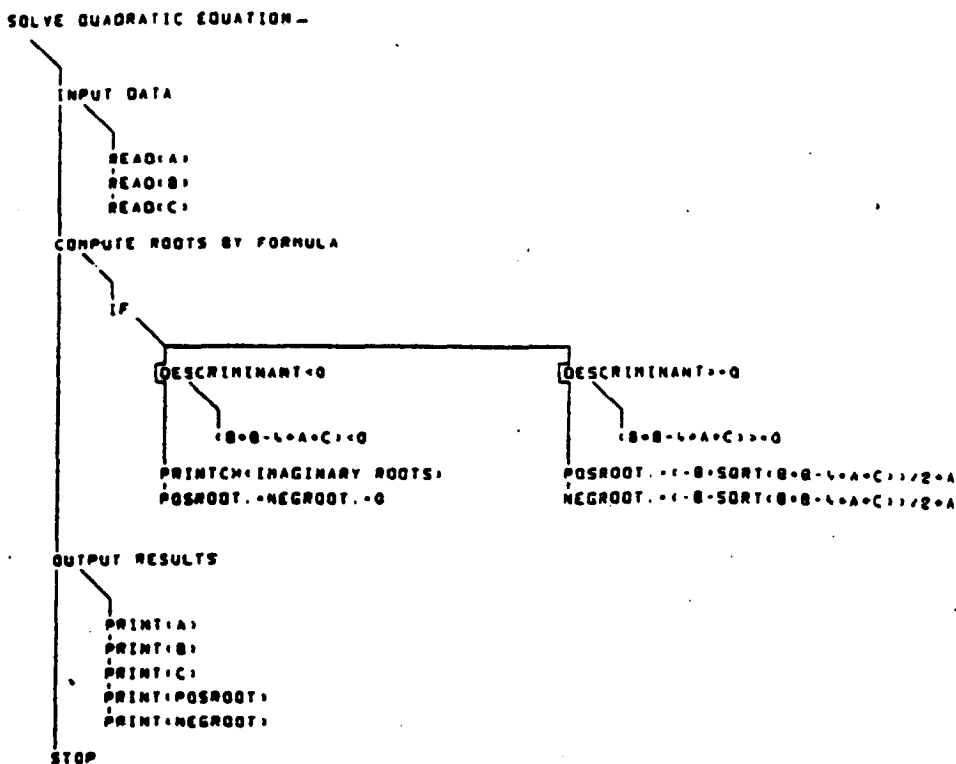 SOLVE QUADRATIC EQUATION_
INPUT DATA
READ(A)
READ(B)
READ(C)
COMPUTE ROOTS BY FORMULA
IF
DESCRIMINANT<0
DESCRIMINANT>=0
(B*B-4*A*C)<0
(B*B-4*A*C)>=0
PRINTCH(IMAGINARY ROOTS)
POSROOT:=(-B+SQRT(B*B-4*A*C))/2*A
POSROOT:=NEGROOT:=0
NEGROOT:=(-B-SQRT(B*B-4*A*C))/2*A
OUTPUT RESULTS
PRINT(A)
PRINT(B)
PRINT(C)
PRINT(POSROOT)
PRINT(NEGROOT)
STOP